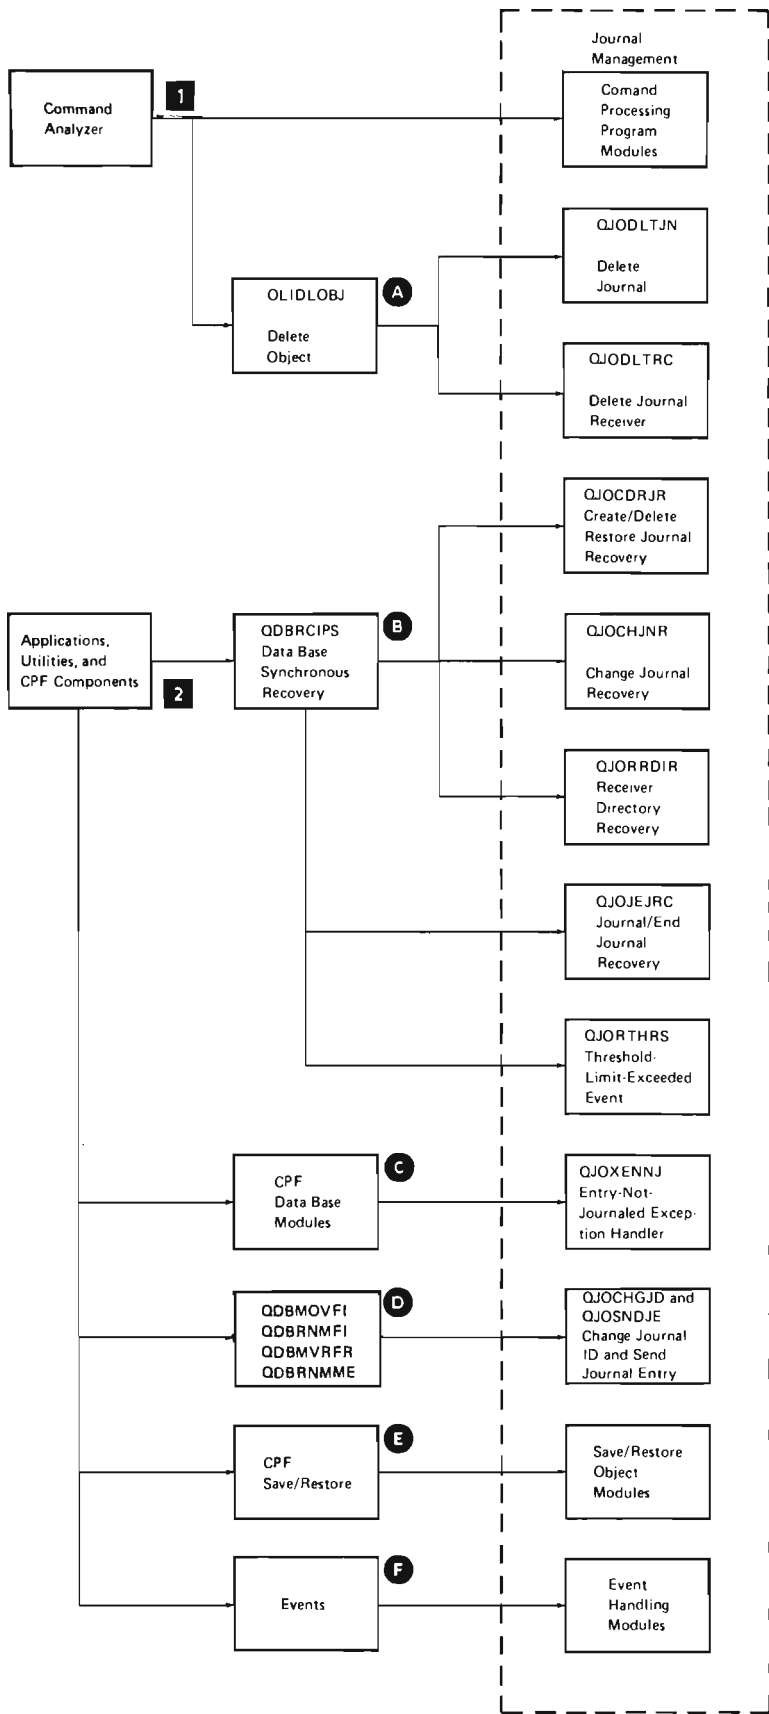 Journal
Management
1
Command
Analyzer
Comand
Processing
Program
Modules
QJODLTJN
Delete
Journal
A
OLIDLOBJ
Delete
Object
QJODLTRC
Delete Journal
Receiver
QJOCDRJR
Create/Delete
Restore Journal
Recovery
Applications,
Utilities, and
CPF Components
2
QDBRCIPS
Data Base
Synchronous
Recovery
B
QJOCHJNR
Change Journal
Recovery
QJORRDIR
Receiver
Directory
Recovery
QJOJEJRC
Journal/End
Journal
Recovery
QJORTHRS
Threshold-
Limit-Exceeded
Event
C
CPF
Data Base
Modules
QJOXENNJ
Entry-Not-
Journaled Excep-
tion Handler
D
QDBMOVFI
QDBRNMFI
QDBMVRFR
QDBRNMME
QJOCHGJD and
QJOSNDJE
Change Journal
ID and Send
Journal Entry
E
CPF
Save/Restore
Save/Restore
Object
Modules
F
Events
Event
Handling
Modules